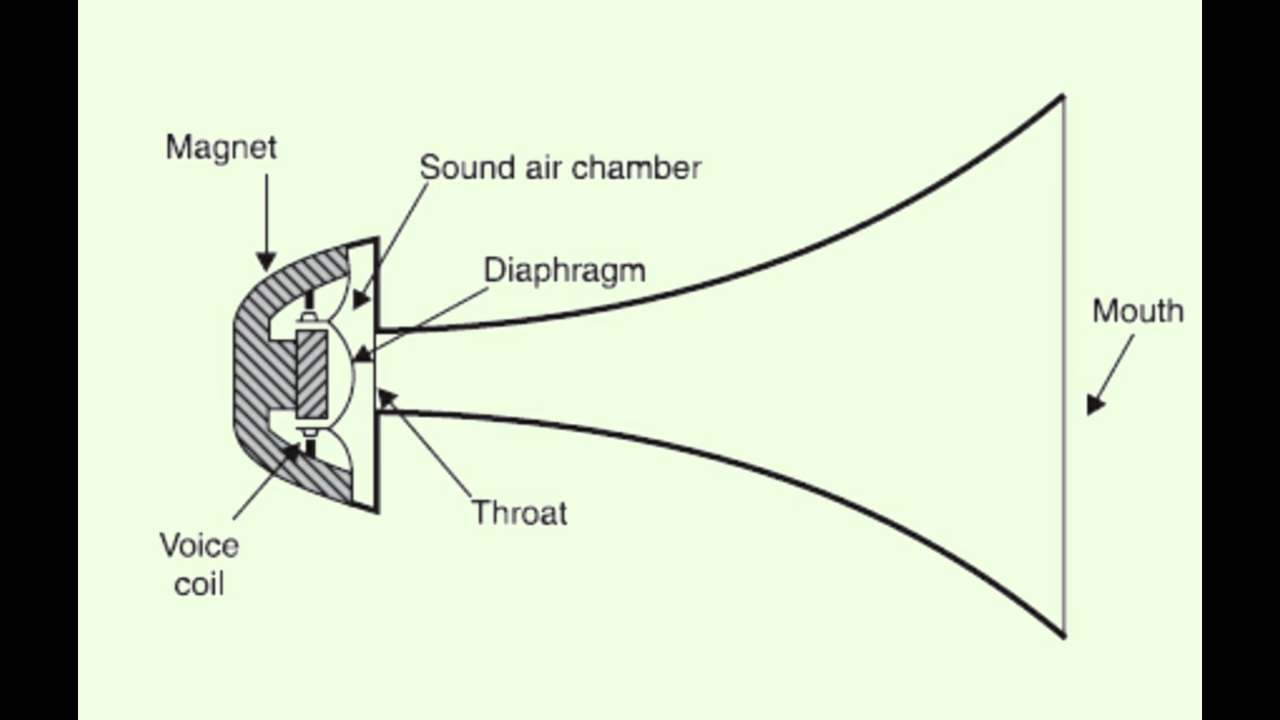 Magnet
Sound air chamber
Diaphragm
Mouth
Throat
Voice
coil